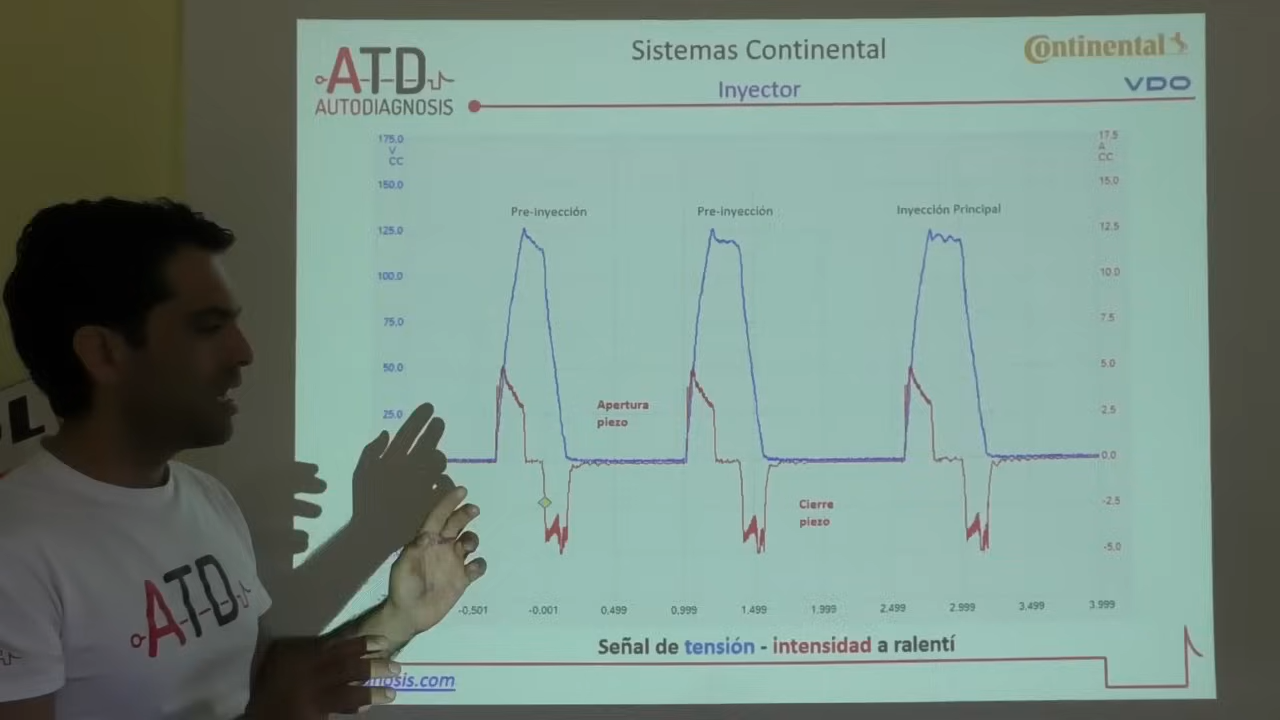 Sistemas Continental
Inyector
ATD
AUTODIAGNOSIS
Continental
VDO
175.0
V
CC
150.0
125.0
100.0
75.0
50.0
25.0
17.5
A
CC
15.0
12.5
10.0
7.5
5.0
2.5
0.0
-2.5
-5.0
Pre-inyección
Pre-inyección
Inyección Principal
Apertura
piezo
Cierre
piezo
-0.501 -0.001 0.499 0.999 1.499 1.999 2.499 2.999 3.499 3.999
Señal de tensión - intensidad a ralentí
nosis.com
ATD
L